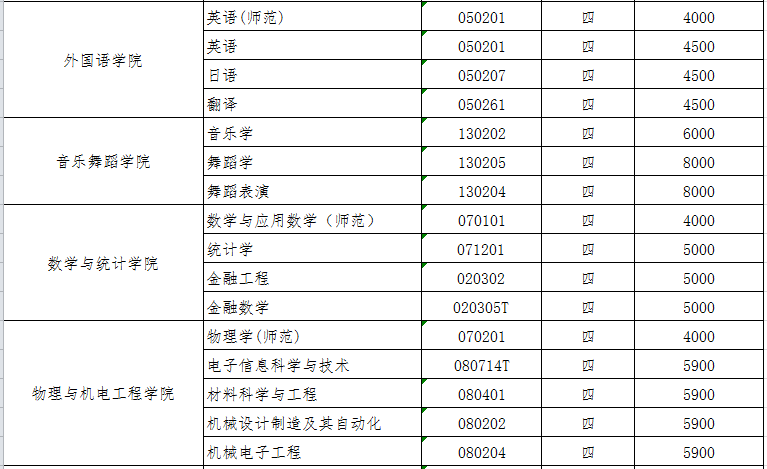 外国语学院 英语(师范) 050201 四 4000
英语 050201 四 4500
日语 050207 四 4500
翻译 050261 四 4500
音乐舞蹈学院 音乐学 130202 四 6000
舞蹈学 130205 四 8000
舞蹈表演 130204 四 8000
数学与统计学院 数学与应用数学（师范） 070101 四 4000
统计学 071201 四 5000
金融工程 020302 四 5000
金融数学 020305T 四 5000
物理与机电工程学院 物理学(师范) 070201 四 4000
电子信息科学与技术 080714T 四 5900
材料科学与工程 080401 四 5900
机械设计制造及其自动化 080202 四 5900
机械电子工程 080204 四 5900